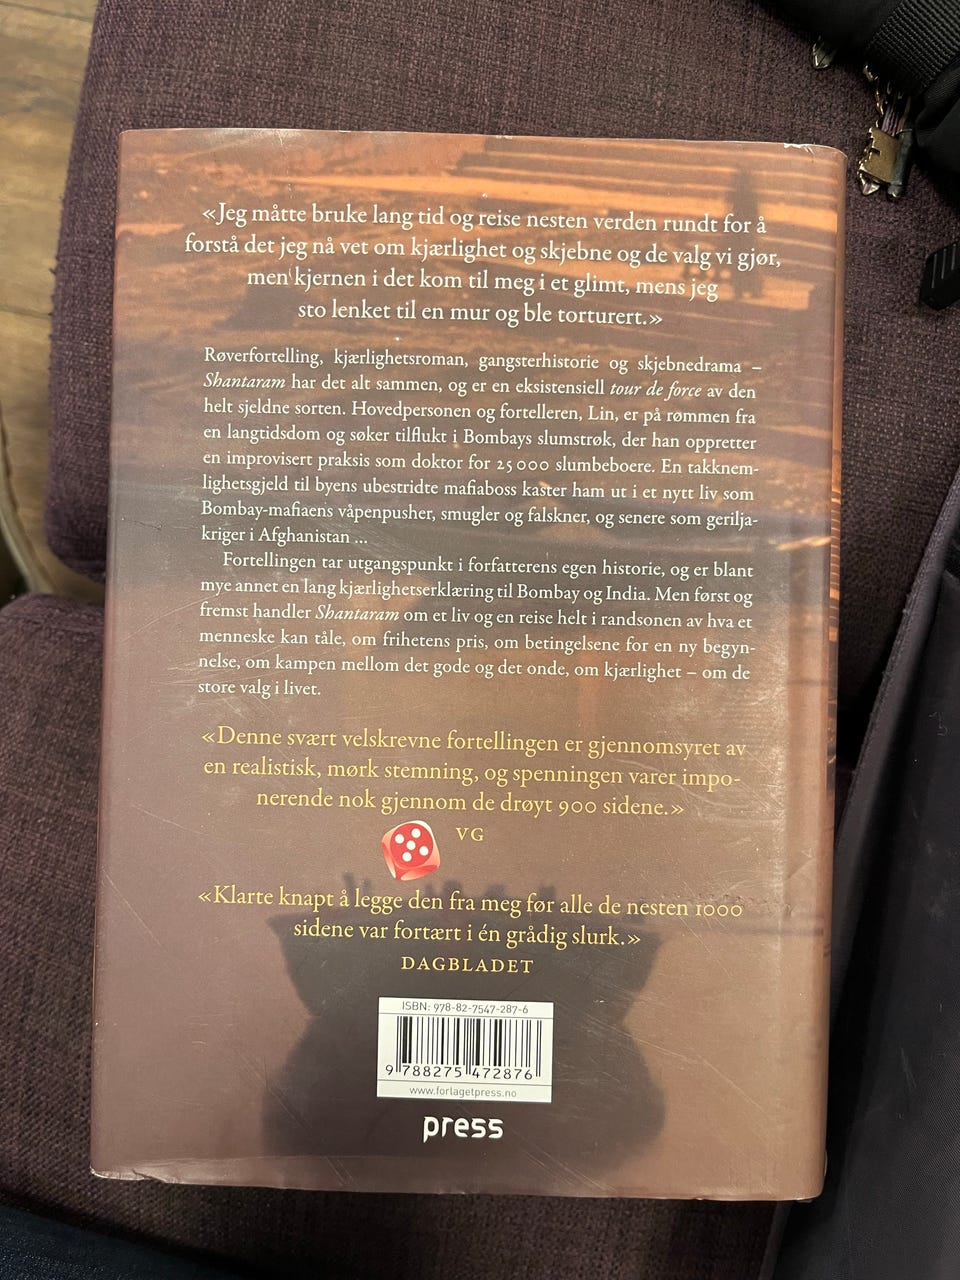 «Jeg måtte bruke lang tid og reise nesten verden rundt for å
forstå det jeg nå vet om kjærlighet og skjebne og de valg vi gjør,
men kjernen i det kom til meg i et glimt, mens jeg
sto lenket til en mur og ble torturert.»
Røverfortelling, kjærlighetsroman, gangsterhistorie og skjebnedrama –
Shantaram har det alt sammen, og er en eksistensiell tour de force av den
helt sjeldne sorten. Hovedpersonen og fortelleren, Lin, er på rømmen fra
en langtidsdom og søker tilflukt i Bombays slumstrøk, der han oppretter
en improvisert praksis som doktor for 25 000 slumbeboere. En takknem-
lighetsgjeld til byens ubestridte mafiaboss kaster ham ut i et nytt liv som
Bombay-mafiaens våpenpusher, smugler og falskner, og senere som gerilja-
kriger i Afghanistan ...
Fortellingen tar utgangspunkt i forfatterens egen historie, og er blant
mye annet en lang kjærlighetserklæring til Bombay og India. Men først og
fremst handler Shantaram om et liv og en reise helt i randsonen av hva et
menneske kan tåle, om frihetens pris, om betingelsene for en ny begyn-
nelse, om kampen mellom det gode og det onde, om kjærlighet – om de
store valg i livet.
«Denne svært velskrevne fortellingen er gjennomsyret av
en realistisk, mørk stemning, og spenningen varer impo-
nerende nok gjennom de drøyt 900 sidene.»
VG
«Klarte knapt å legge den fra meg før alle de nesten 1000
sidene var fortært i én grådig slurk.»
DAGBLADET
ISBN: 978-82-7547-287-6
9 788275 472876
www.forlagetpress.no
press